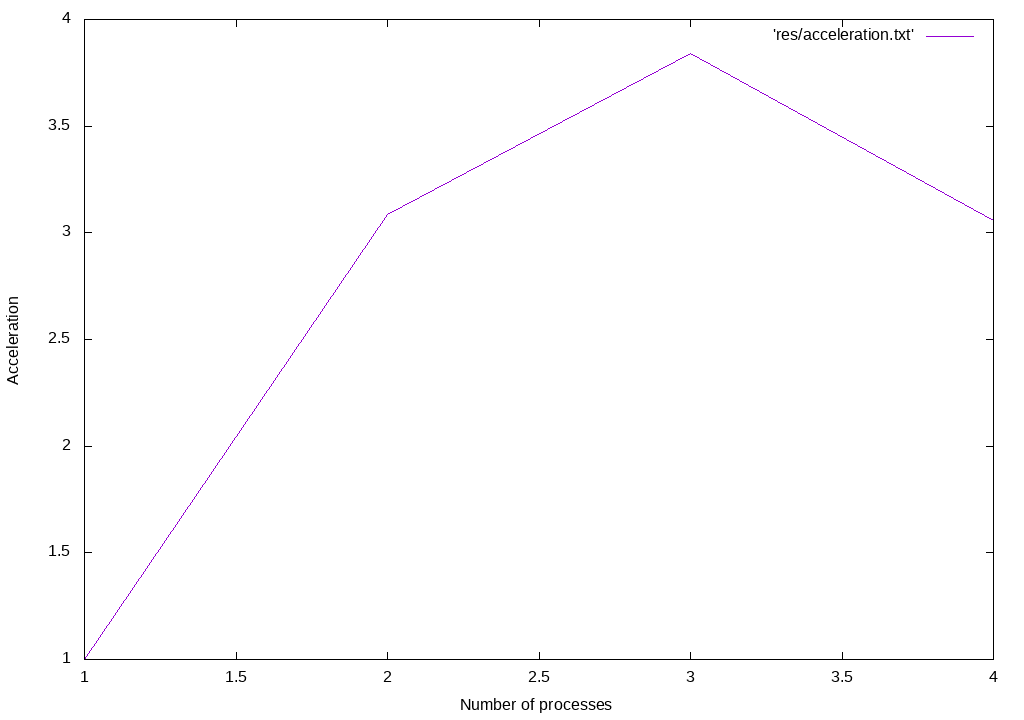 'res/acceleration.txt'
4
3.5
3
2.5
2
1.5
1
Acceleration
1 1.5 2 2.5 3 3.5 4
Number of processes